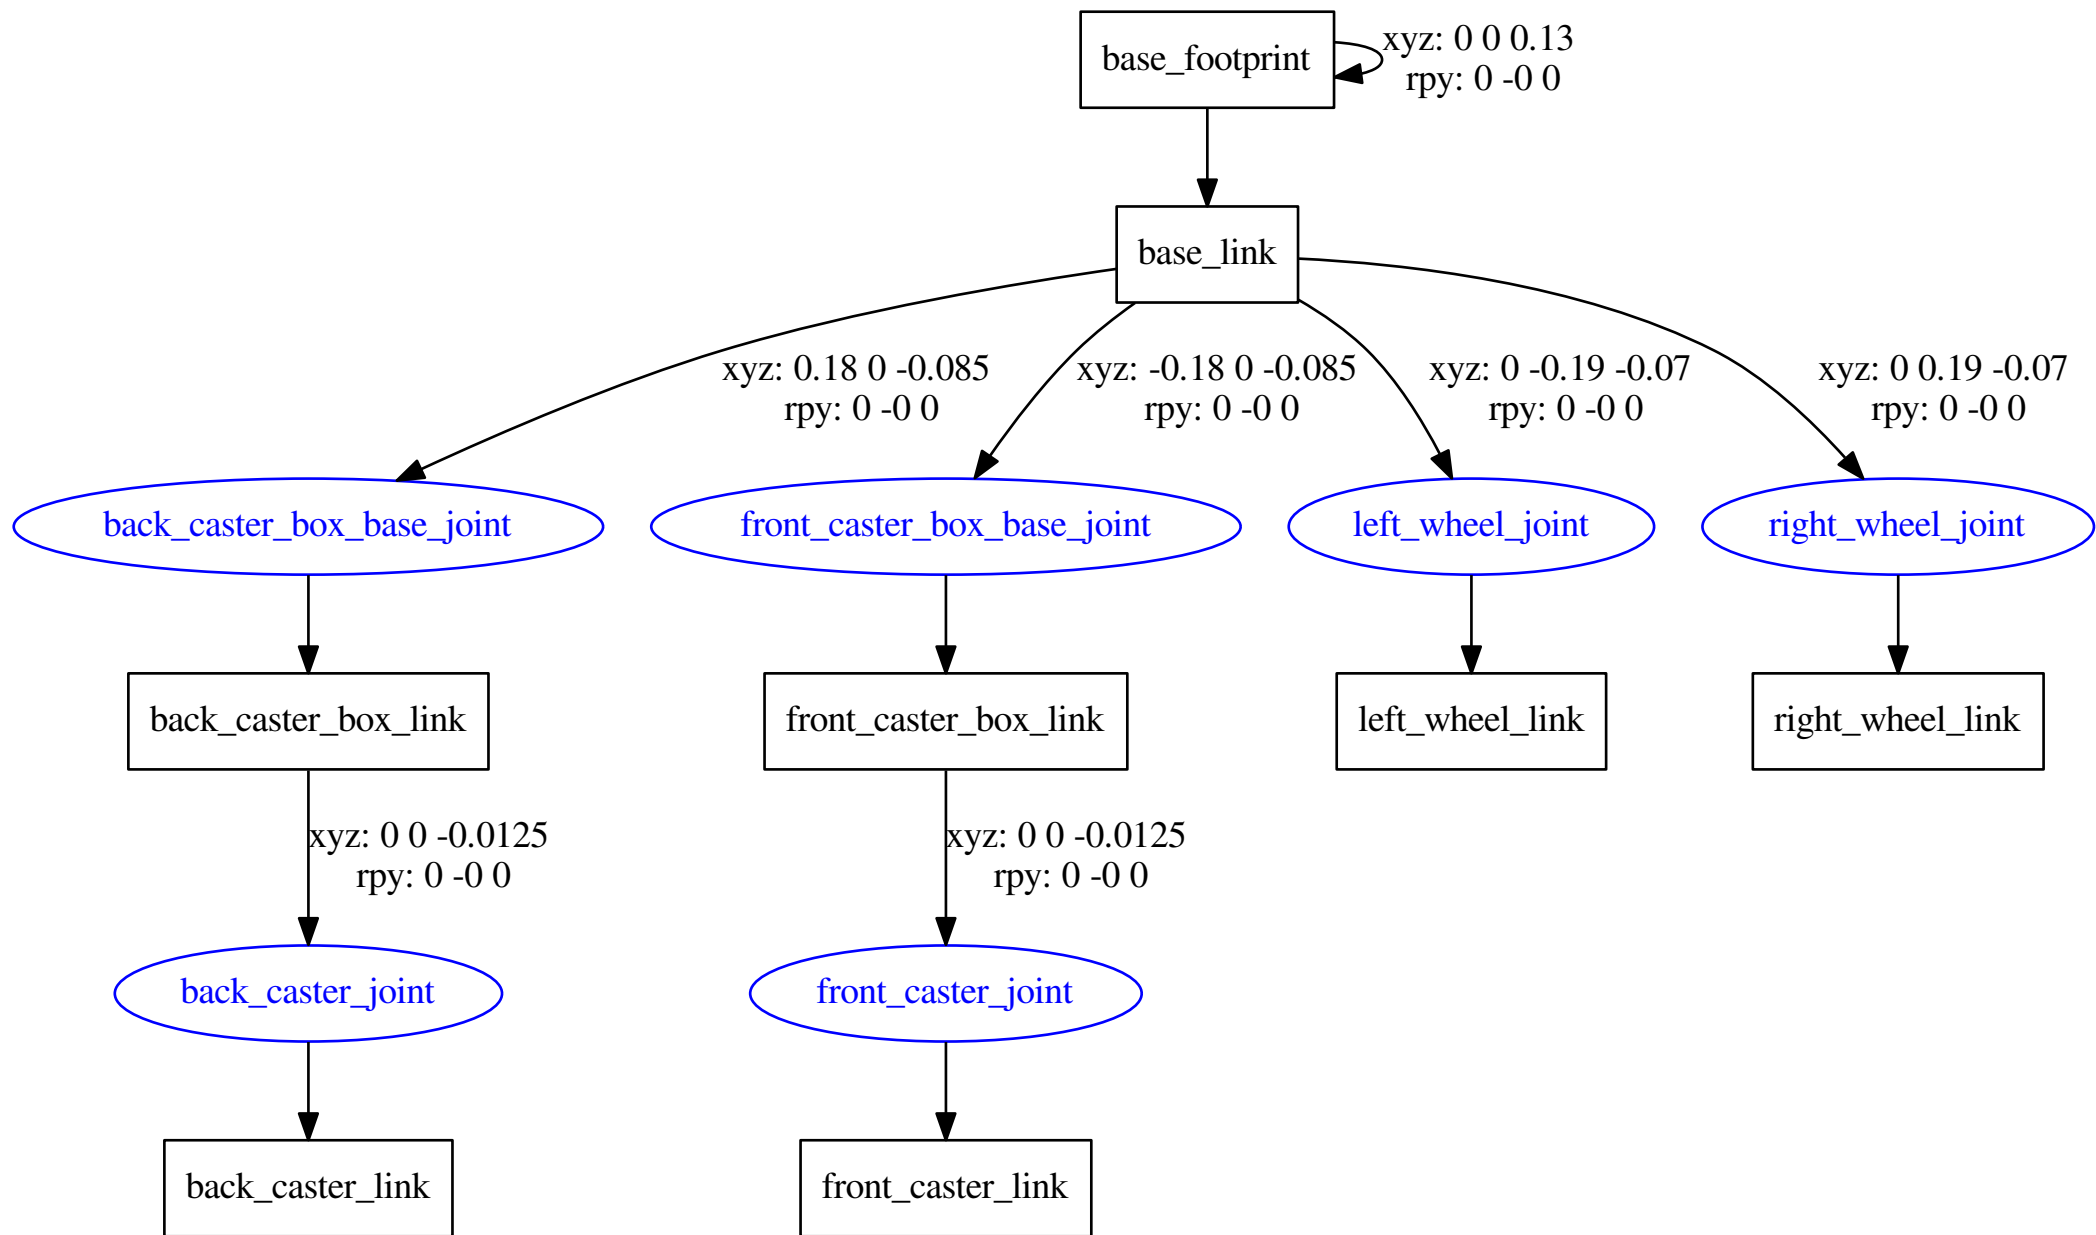 base_footprint
xyz: 0 0 0.13
rpy: 0 -0 0
base_link
xyz: 0.18 0 -0.085
rpy: 0 -0 0
xyz: -0.18 0 -0.085
rpy: 0 -0 0
xyz: 0 -0.19 -0.07
rpy: 0 -0 0
xyz: 0 0.19 -0.07
rpy: 0 -0 0
back_caster_box_base_joint
front_caster_box_base_joint
left_wheel_joint
right_wheel_joint
back_caster_box_link
front_caster_box_link
left_wheel_link
right_wheel_link
xyz: 0 0 -0.0125
rpy: 0 -0 0
xyz: 0 0 -0.0125
rpy: 0 -0 0
back_caster_joint
front_caster_joint
back_caster_link
front_caster_link